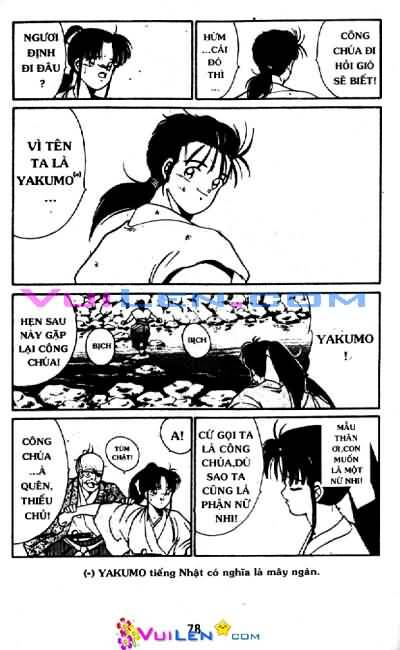 NGƯƠI
ĐỊNH
ĐI ĐÂU
?
HỪM
...CÁI
ĐÓ
THÌ
...
CÔNG
CHÚA ĐI
HỎI GIÓ
SẼ BIẾT!
VÌ TÊN
TA LÀ
YAKUMO(*)
...
VuiLEN.com
HẸN SAU
NÀY GẶP
LẠI CÔNG
CHÚA!
BỊCH
BỊCH
YAKUMO
!
CÔNG
CHÚA
...À
QUÊN,
THIẾU
CHỦ!
TÚM
CHẶT!
A!
CỨ GỌI TA
LÀ CÔNG
CHÚA,DÙ
SAO TA
CŨNG LÀ
PHẬN NỮ
NHI!
MẪU
THÂN
ƠI,CON
MUỐN
LÀ MỘT
NỮ NHI!
(*) YAKUMO tiếng Nhật có nghĩa là mây ngàn.
78
VuiLEN